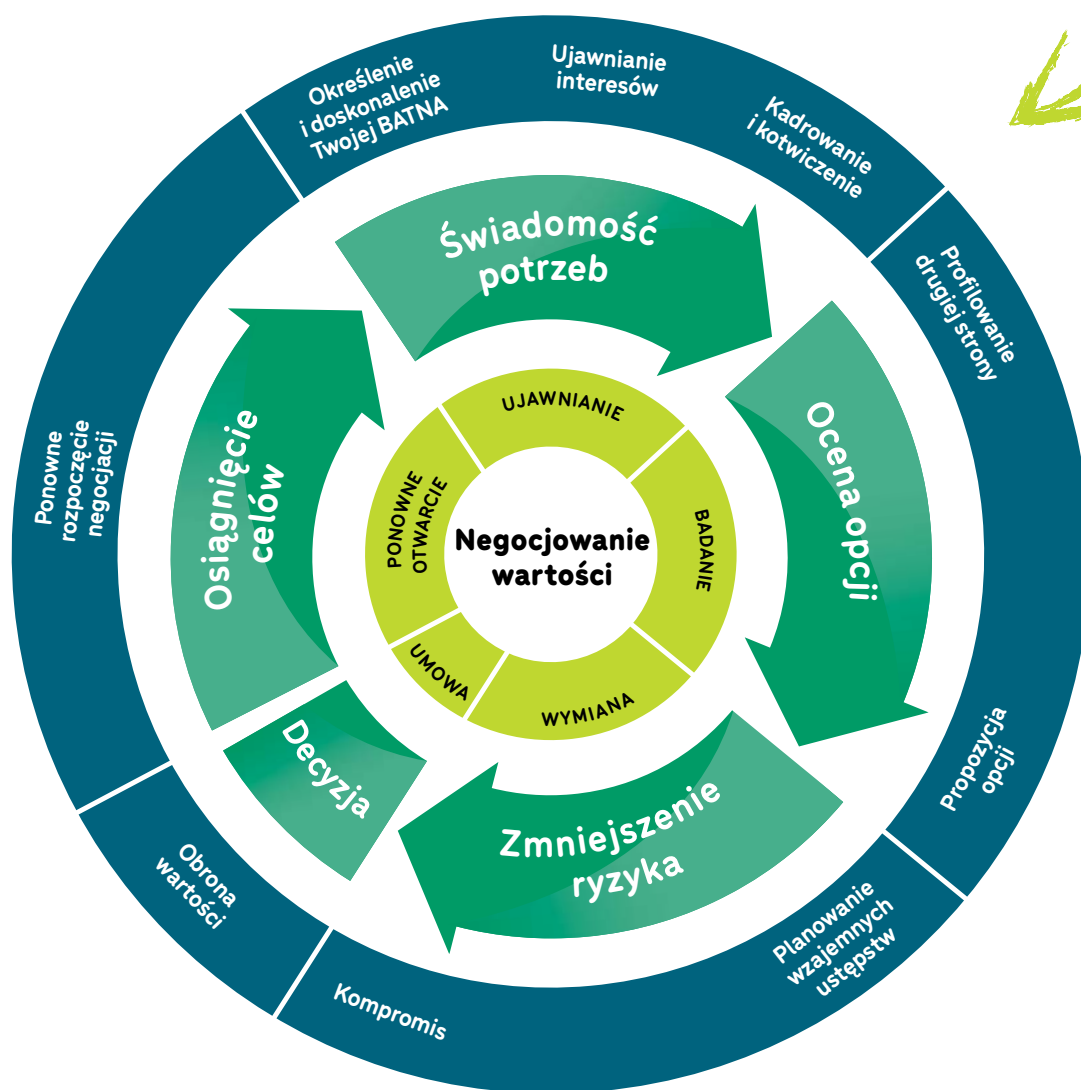 Określenie
i doskonalenie
Twojej BATNA
Ujawnianie
interesów
Kadrowanie
i kotwiczenie
Profilowanie
drugiej strony
Propozycja
opcji
Planowanie
wzajemnych
ustępstw
Kompromis
Obrona
wartości
Ponowne
rozpoczęcie
negocjacji
Świadomość
potrzeb
Ocena opcji
Zmniejszenie
ryzyka
Decyzja
Osiągnięcie
celów
UJAWNIANIE
BADANIE
WYMIANA
UMOWA
PONOWNE
OTWARCIE
Negocjowanie
wartości